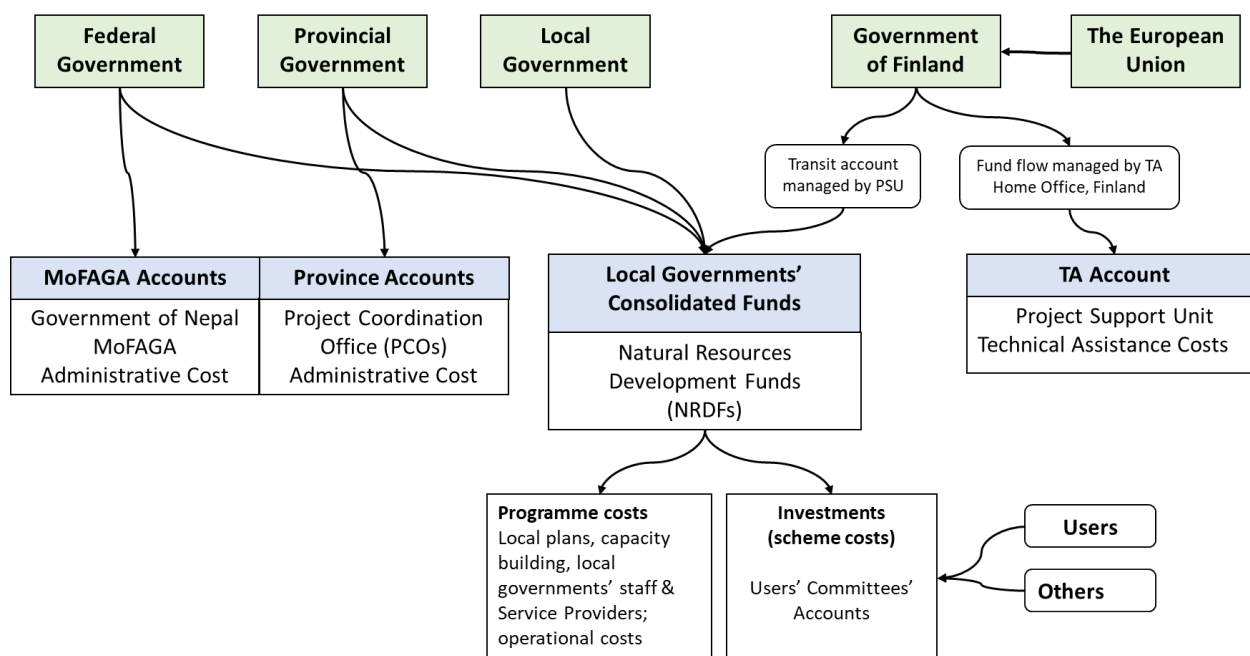 Federal
Government
Provincial
Government
Local
Government
Government
of Finland
The European
Union
Transit account
managed by PSU
Fund flow managed by TA
Home Office, Finland
MoFAGA Accounts
Government of Nepal
MoFAGA
Administrative Cost
Province Accounts
Project Coordination
Office (PCOs)
Administrative Cost
Local Governments’
Consolidated Funds
Natural Resources
Development Funds
(NRDFs)
TA Account
Project Support Unit
Technical Assistance Costs
Programme costs
Local plans, capacity
building, local
governments’ staff &
Service Providers;
operational costs
Investments
(scheme costs)
Users’ Committees’
Accounts
Users
Others